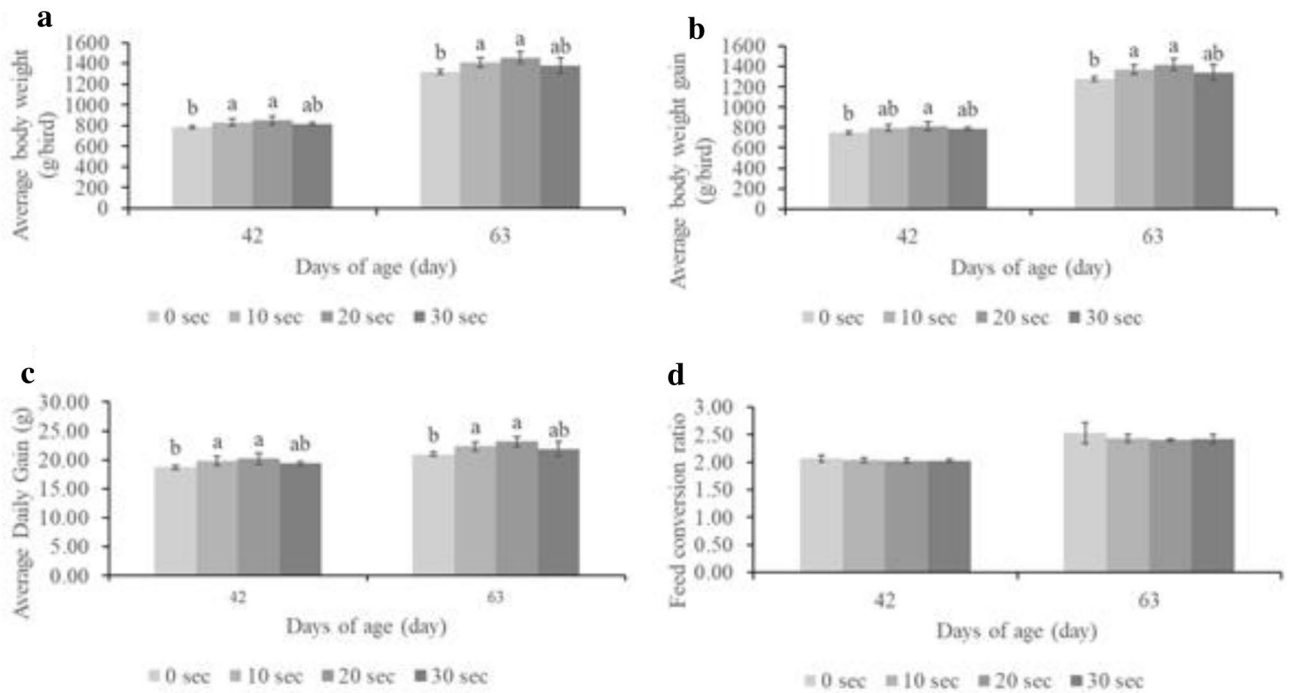 a
Average body weight
(g/bird)
1600
1400
1200
1000
800
600
400
200
0
b a a ab
b a a ab
42 63
Days of age (day)
0 sec 10 sec 20 sec 30 sec
b
Average body weight gain
(g/bird)
1600
1400
1200
1000
800
600
400
200
0
b ab a ab
b a a ab
42 63
Days of age (day)
0 sec 10 sec 20 sec 30 sec
c
Average Daily Gain (g)
30.00
25.00
20.00
15.00
10.00
5.00
0.00
b a a ab
b a a ab
42 63
Days of age (day)
0 sec 10 sec 20 sec 30 sec
d
Feed conversion ratio
3.00
2.50
2.00
1.50
1.00
0.50
0.00
42 63
Days of age (day)
0 sec 10 sec 20 sec 30 sec